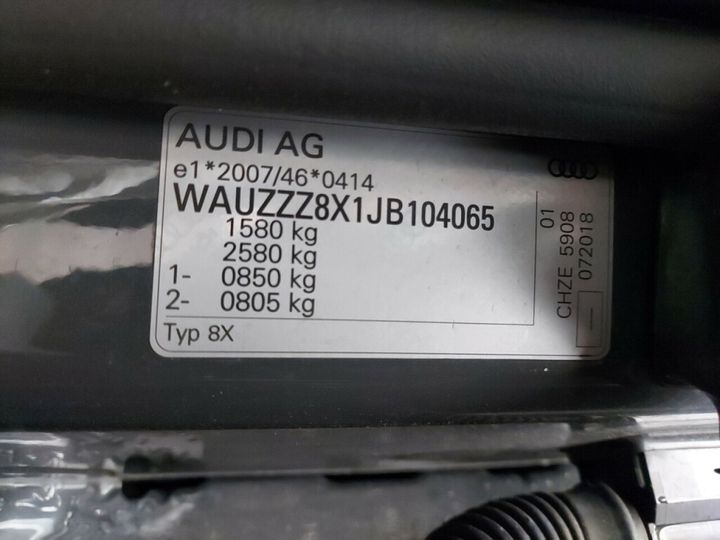 AUDI AG
e1*2007/46*0414
WAUZZZ8X1JB104065
1580 kg
2580 kg
1- 0850 kg
2- 0805 kg
Typ 8X
01
CHZE 5908
072018